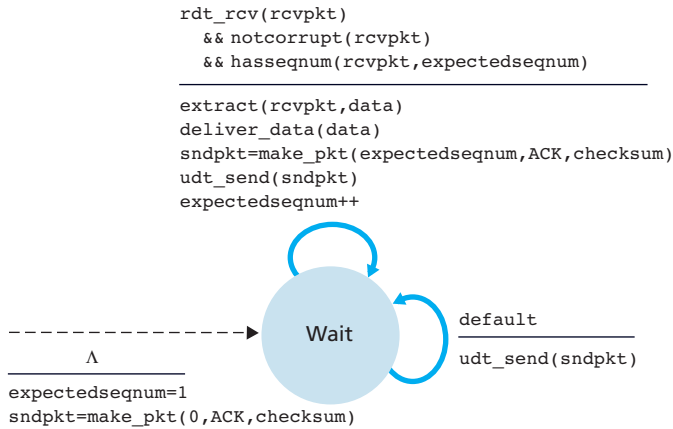 rdt_rcv(rcvpkt)
&& notcorrupt(rcvpkt)
&& hasseqnum(rcvpkt,expectedseqnum)
extract(rcvpkt,data)
deliver_data(data)
sndpkt=make_pkt(expectedseqnum,ACK,checksum)
udt_send(sndpkt)
expectedseqnum++
Wait
default
udt_send(sndpkt)
Λ
expectedseqnum=1
sndpkt=make_pkt(0,ACK,checksum)